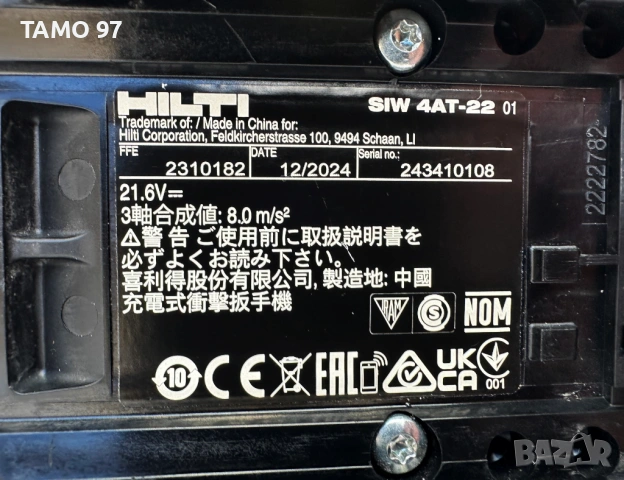 TAMO 97
HILTI SIW 4AT-22 01
Trademark of: / Made in China for:
Hilti Corporation, Feldkircherstrasse 100, 9494 Schaan, LI
FFE DATE Serial no.:
2310182 12/2024 243410108
21.6V⎓
3軸合成値: 8.0 m/s²
⚠警告 ご使用前に取扱説明書を
必ずよくお読み下さい。
喜利得股份有限公司, 製造地: 中國
充電式衝擊扳手機
TRAM S NOM
10 CE EAC UK CA 001
2222782
BAZAR